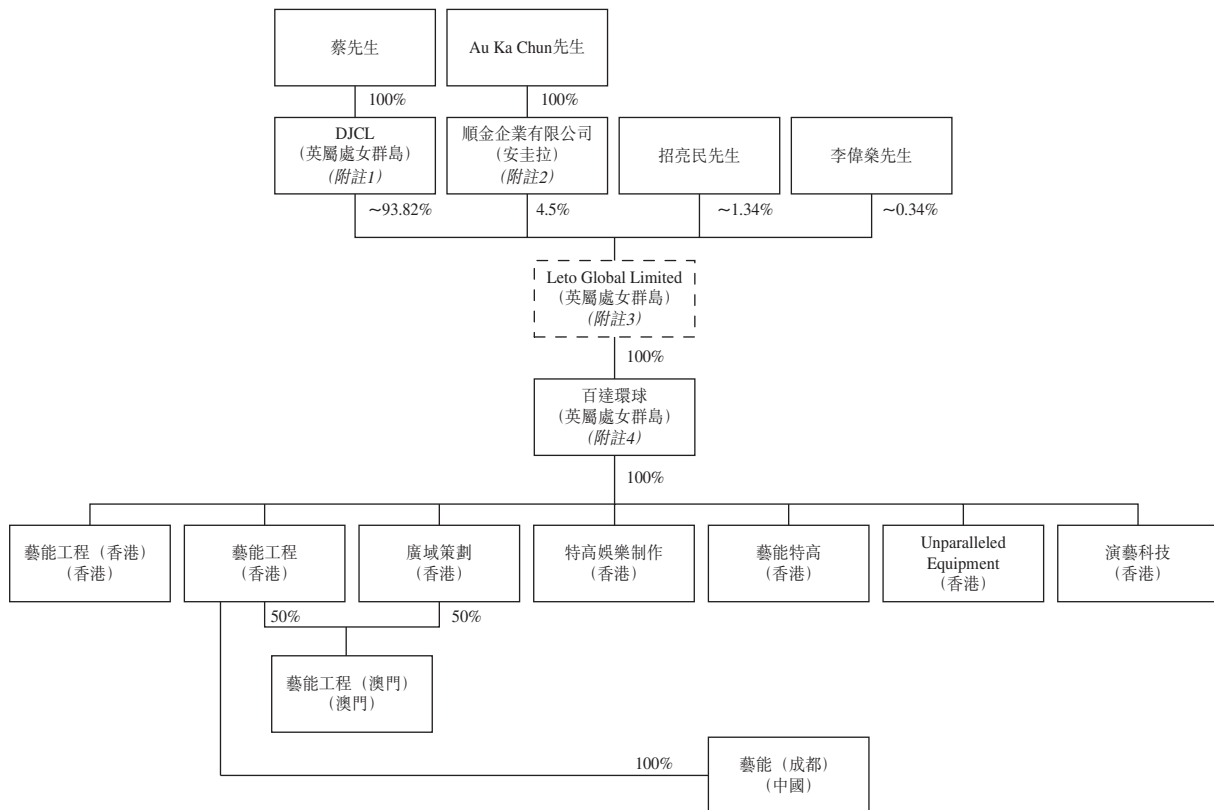 蔡先生
Au Ka Chun先生
100%
100%
DJCL
(英屬處女群島)
(附註1)
順金企業有限公司
(安圭拉)
(附註2)
招亮民先生
李偉燊先生
~93.82%
4.5%
~1.34%
~0.34%
Leto Global Limited
(英屬處女群島)
(附註3)
100%
百達環球
(英屬處女群島)
(附註4)
100%
藝能工程(香港)
(香港)
藝能工程
(香港)
廣域策劃
(香港)
特高娛樂制作
(香港)
藝能特高
(香港)
Unparalleled
Equipment
(香港)
演藝科技
(香港)
50%
50%
藝能工程(澳門)
(澳門)
100%
藝能(成都)
(中國)